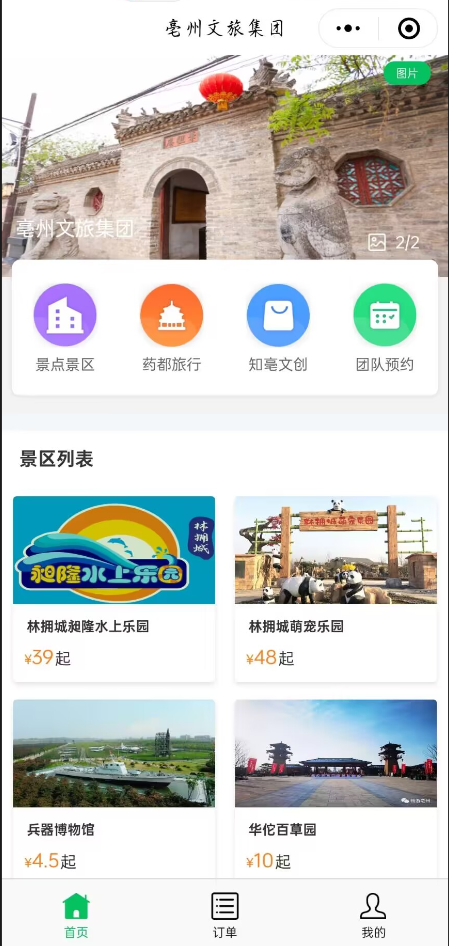 亳州文旅集团
图片
亳州文旅集团
2/2
景点景区
药都旅行
知亳文创
团队预约
景区列表
林拥城
昶隆水上乐园
林拥城萌宠乐园
林拥城昶隆水上乐园
林拥城萌宠乐园
¥39起
¥48起
兵器博物馆
华佗百草园
¥4.5起
¥10起
首页
订单
我的